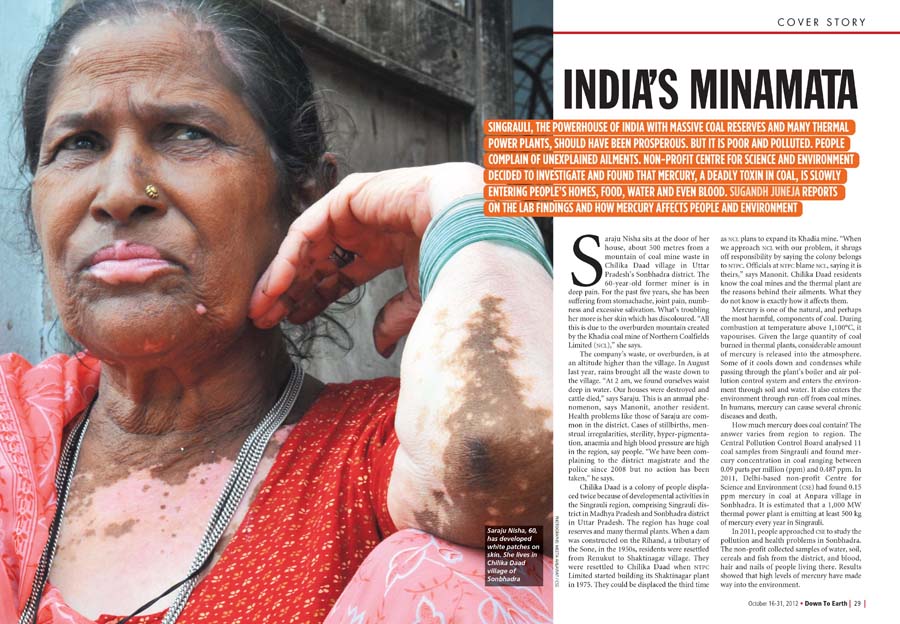 COVER STORY
INDIA'S MINAMATA
SINGRAULI, THE POWERHOUSE OF INDIA WITH MASSIVE COAL RESERVES AND MANY THERMAL
POWER PLANTS, SHOULD HAVE BEEN PROSPEROUS. BUT IT IS POOR AND POLLUTED. PEOPLE
COMPLAIN OF UNEXPLAINED AILMENTS. NON-PROFIT CENTRE FOR SCIENCE AND ENVIRONMENT
DECIDED TO INVESTIGATE AND FOUND THAT MERCURY, A DEADLY TOXIN IN COAL, IS SLOWLY
ENTERING PEOPLE'S HOMES, FOOD, WATER AND EVEN BLOOD. SUGANDH JUNEJA REPORTS
ON THE LAB FINDINGS AND HOW MERCURY AFFECTS PEOPLE AND ENVIRONMENT
Saraju Nisha sits at the door of her
house, about 500 metres from a
mountain of coal mine waste in
Chilika Daad village in Uttar
Pradesh's Sonbhadra district. The
60-year-old former miner is in
deep pain. For the past five years, she has been
suffering from stomachache, joint pain, numb-
ness and excessive salivation. What's troubling
her more is her skin which has discoloured. "All
this is due to the overburden mountain created
by the Khadia coal mine of Northern Coalfields
Limited (NCL)," she says.
The company's waste, or overburden, is at
an altitude higher than the village. In August
last year, rains brought all the waste down to
the village. "At 2 am, we found ourselves waist
deep in water. Our houses were destroyed and
cattle died," says Saraju. This is an annual phe-
nomenon, says Manonit, another resident.
Health problems like those of Saraju are com-
mon in the district. Cases of stillbirths, men-
strual irregularities, sterility, hyper-pigmenta-
tion, anaemia and high blood pressure are high
in the region, say people. "We have been com-
plaining to the district magistrate and the
police since 2008 but no action has been
taken," he says.
Chilika Daad is a colony of people displa-
ced twice because of developmental activities in
the Singrauli region, comprising Singrauli dis-
trict in Madhya Pradesh and Sonbhadra district
in Uttar Pradesh. The region has huge coal
reserves and many thermal plants. When a dam
was constructed on the Rihand, a tributary of
the Sone, in the 1950s, residents were resettled
from Renukut to Shaktinagar village. They
were resettled to Chilika Daad when NTPC
Limited started building its Shaktinagar plant
in 1975. They could be displaced the third time
as NCL plans to expand its Khadia mine. "When
we approach NCL with our problem, it shrugs
off responsibility by saying the colony belongs
to NTPC. Officials at NTPC blame NCL, saying it is
theirs," says Manonit. Chilika Daad residents
know the coal mines and the thermal plant are
the reasons behind their ailments. What they
do not know is exactly how it affects them.
Mercury is one of the natural, and perhaps
the most harmful, components of coal. During
combustion at temperature above 1,100°C, it
vapourises. Given the large quantity of coal
burned in thermal plants, considerable amount
of mercury is released into the atmosphere.
Some of it cools down and condenses while
passing through the plant's boiler and air pol-
lution control system and enters the environ-
ment through soil and water. It also enters the
environment through run-off from coal mines.
In humans, mercury can cause several chronic
diseases and death.
How much mercury does coal contain? The
answer varies from region to region. The
Central Pollution Control Board analysed 11
coal samples from Singrauli and found mer-
cury concentration in coal ranging between
0.09 parts per million (ppm) and 0.487 ppm. In
2011, Delhi-based non-profit Centre for
Science and Environment (CSE) had found 0.15
ppm mercury in coal at Anpara village in
Sonbhadra. It is estimated that a 1,000 MW
thermal power plant is emitting at least 500 kg
of mercury every year in Singrauli.
In 2011, people approached CSE to study the
pollution and health problems in Sonbhadra.
The non-profit collected samples of water, soil,
cereals and fish from the district, and blood,
hair and nails of people living there. Results
showed that high levels of mercury have made
way into the environment.
Saraju Nisha, 60,
has developed
white patches on
skin. She lives in
Chilika Daad
village of
Sonbhadra
October 16-31, 2012 • Down To Earth | 29 |